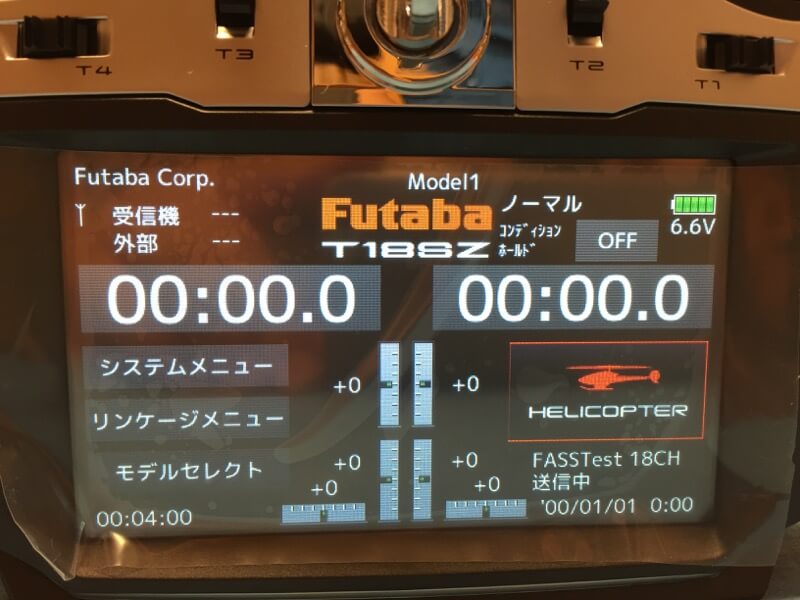 T4
T3
T2
T1
Futaba Corp.
Model1
受信機 ---
外部 ---
Futaba
T18SZ
ノーマル
ｺﾝﾃﾞｨｼｮﾝ
ﾎｰﾙﾄﾞ
OFF
6.6V
00:00.0
00:00.0
システムメニュー
リンケージメニュー
モデルセレクト
+0
+0
HELICOPTER
+0
+0
+0
+0
FASSTest 18CH
送信中
00:04:00
'00/01/01 0:00